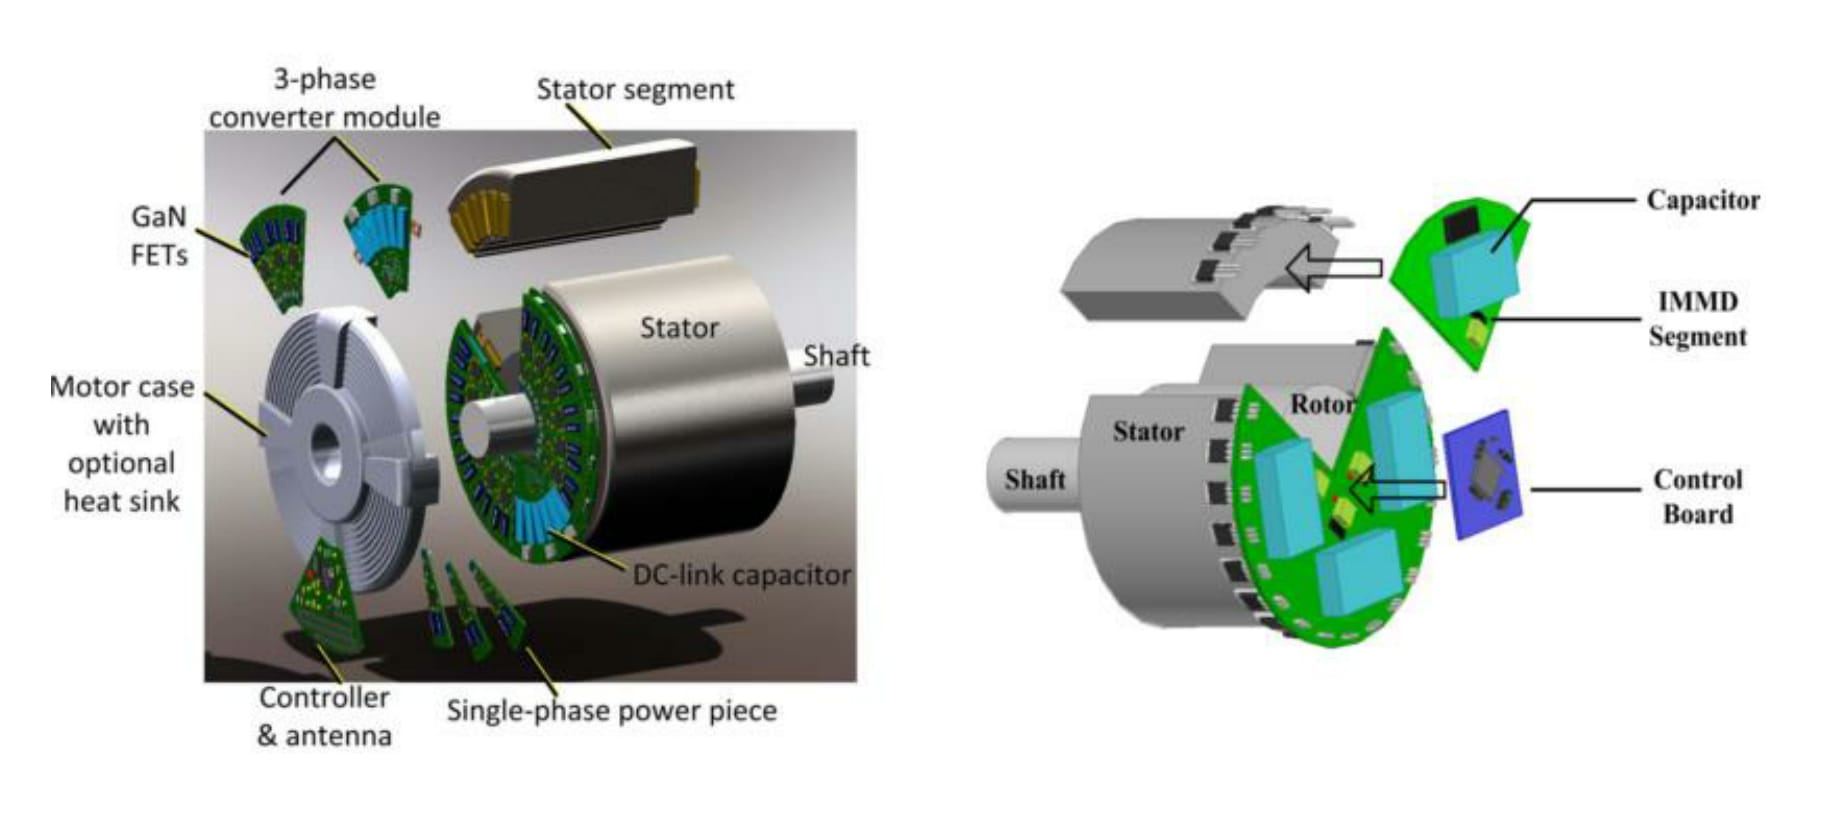 3-phase
converter module
Stator segment
GaN
FETs
Stator
Shaft
Motor case
with
optional
heat sink
DC-link capacitor
Controller
& antenna
Single-phase power piece
Capacitor
IMMD
Segment
Rotor
Stator
Shaft
Control
Board